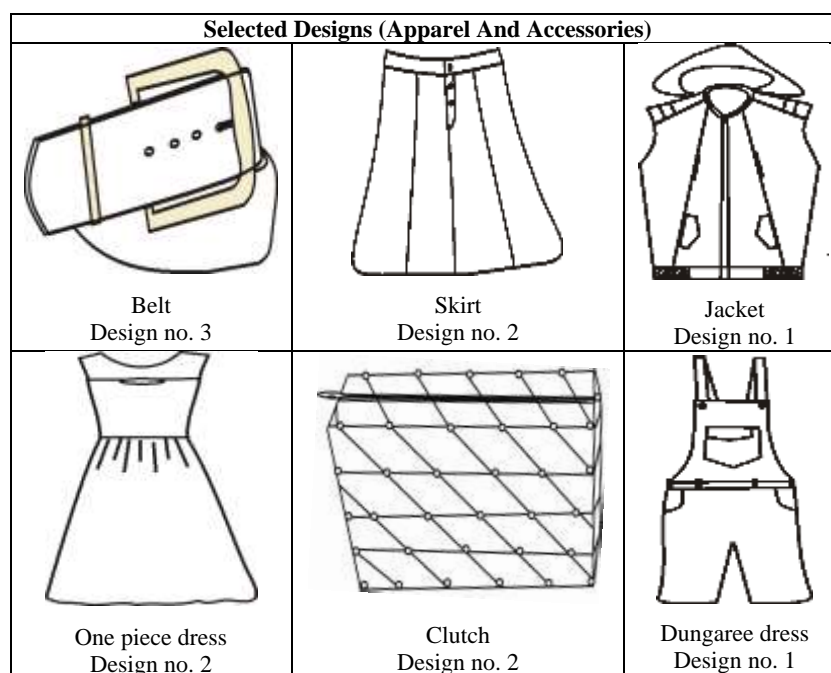 Selected Designs (Apparel And Accessories)
Belt
Design no. 3
Skirt
Design no. 2
Jacket
Design no. 1
One piece dress
Design no. 2
Clutch
Design no. 2
Dungaree dress
Design no. 1